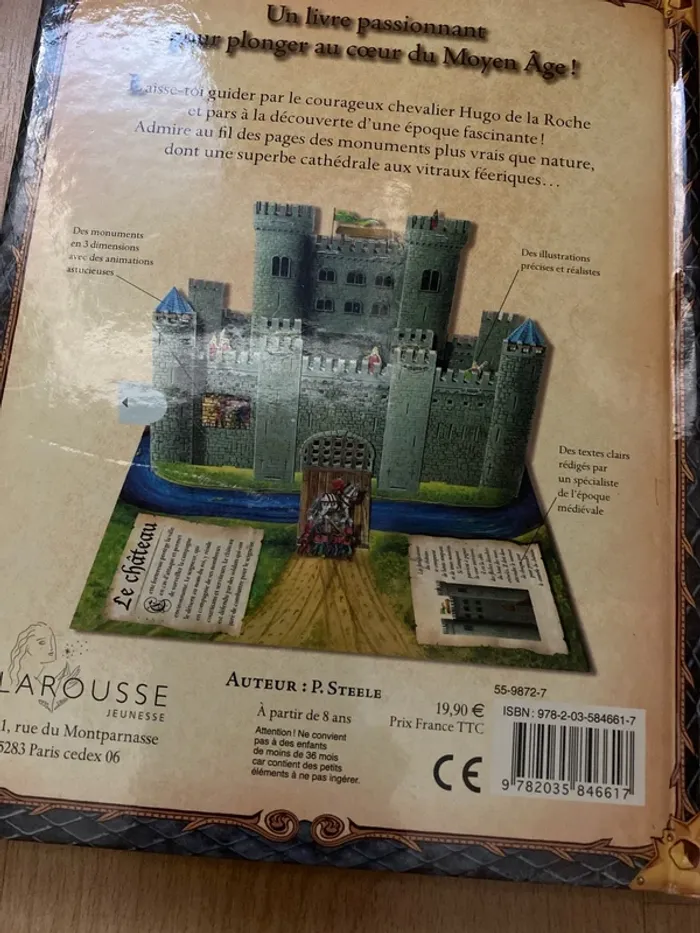 Un livre passionnant
pour plonger au cœur du Moyen Âge !
Laisse-toi guider par le courageux chevalier Hugo de la Roche
et pars à la découverte d'une époque fascinante !
Admire au fil des pages des monuments plus vrais que nature,
dont une superbe cathédrale aux vitraux féeriques...
Des monuments
en 3 dimensions
avec des animations
astucieuses
Des illustrations
précises et réalistes
Des textes clairs
rédigés par
un spécialiste
de l'époque
médiévale
Le château
LAROUSSE
JEUNESSE
1, rue du Montparnasse
5283 Paris cedex 06
AUTEUR : P. STEELE
À partir de 8 ans
Attention ! Ne convient
pas à des enfants
de moins de 36 mois
car contient des petits
éléments à ne pas ingérer.
19,90 €
Prix France TTC
CE
55-9872-7
ISBN : 978-2-03-584661-7
9 782035 846617